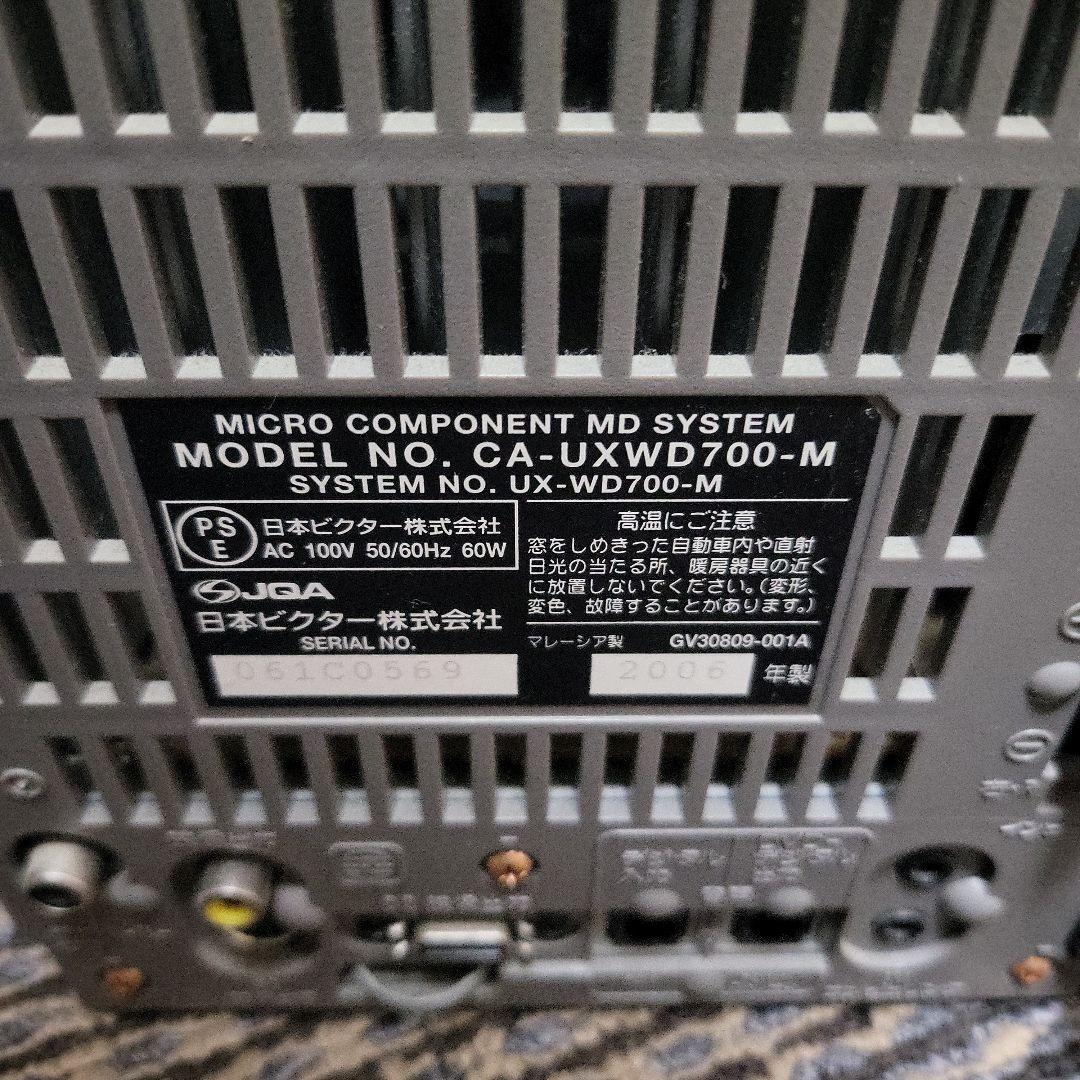 MICRO COMPONENT MD SYSTEM
MODEL NO. CA-UXWD700-M
SYSTEM NO. UX-WD700-M
PS
E
日本ビクター株式会社
AC 100V 50/60Hz 60W
JQA
日本ビクター株式会社
SERIAL NO.
061C0569
高温にご注意
窓をしめきった自動車内や直射
日光の当たる所、暖房器具の近く
に放置しないでください。(変形、
変色、故障することがあります。)
マレーシア製 GV30809-001A
2006 年製
入力